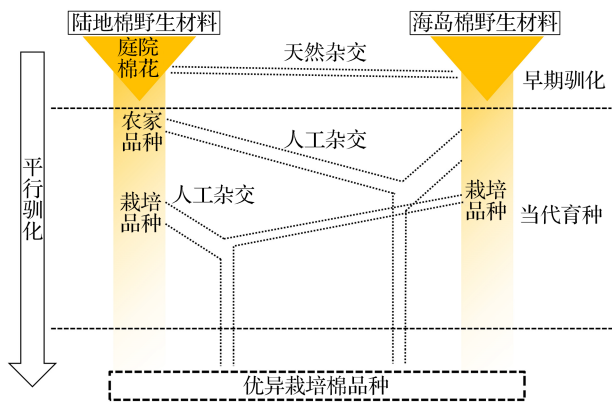 陆地棉野生材料
海岛棉野生材料
庭院
棉花
天然杂交
早期驯化
农家
品种
人工杂交
平行驯化
栽培
品种
人工杂交
栽培
品种
当代育种
优异栽培棉品种